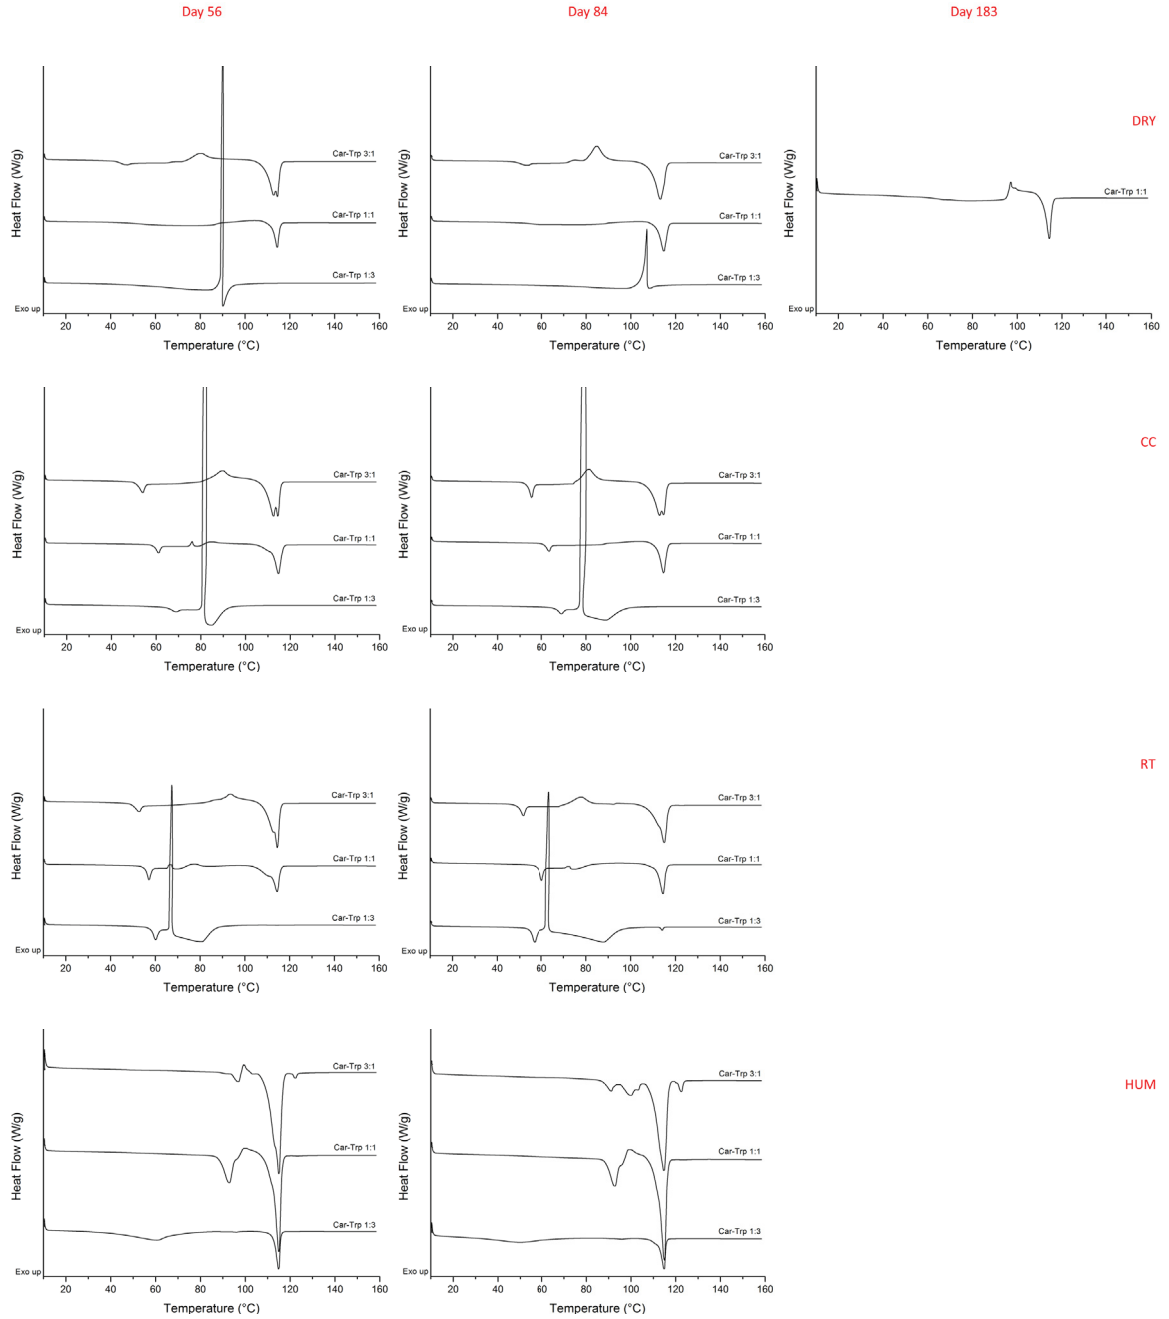 Day 56
Day 84
Day 183
DRY
Heat Flow (W/g)
Car-Trp 3:1
Car-Trp 1:1
Car-Trp 1:3
Exo up
20 40 60 80 100 120 140 160
Temperature (°C)
Heat Flow (W/g)
Car-Trp 3:1
Car-Trp 1:1
Car-Trp 1:3
Exo up
20 40 60 80 100 120 140 160
Temperature (°C)
Heat Flow (W/g)
Car-Trp 1:1
Exo up
20 40 60 80 100 120 140 160
Temperature (°C)
CC
Heat Flow (W/g)
Car-Trp 3:1
Car-Trp 1:1
Car-Trp 1:3
Exo up
20 40 60 80 100 120 140 160
Temperature (°C)
Heat Flow (W/g)
Car-Trp 3:1
Car-Trp 1:1
Car-Trp 1:3
Exo up
20 40 60 80 100 120 140 160
Temperature (°C)
RT
Heat Flow (W/g)
Car-Trp 3:1
Car-Trp 1:1
Car-Trp 1:3
Exo up
20 40 60 80 100 120 140 160
Temperature (°C)
Heat Flow (W/g)
Car-Trp 3:1
Car-Trp 1:1
Car-Trp 1:3
Exo up
20 40 60 80 100 120 140 160
Temperature (°C)
HUM
Heat Flow (W/g)
Car-Trp 3:1
Car-Trp 1:1
Car-Trp 1:3
Exo up
20 40 60 80 100 120 140 160
Temperature (°C)
Heat Flow (W/g)
Car-Trp 3:1
Car-Trp 1:1
Car-Trp 1:3
Exo up
20 40 60 80 100 120 140 160
Temperature (°C)